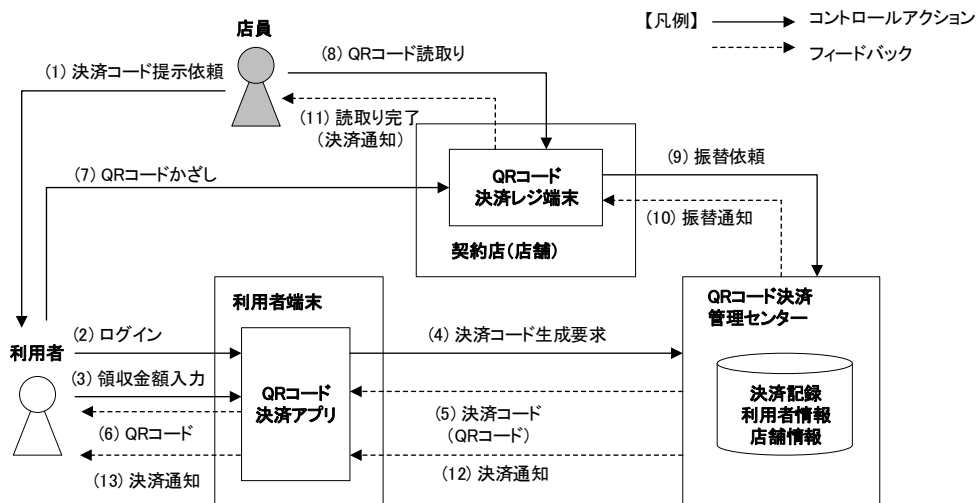 【凡例】
コントロールアクション
フィードバック
店員
(8) QRコード読取り
(1) 決済コード提示依頼
(11) 読取り完了
(決済通知)
(9) 振替依頼
QRコード
決済レジ端末
(7) QRコードかざし
(10) 振替通知
契約店(店舗)
利用者端末
QRコード決済
管理センター
(2) ログイン
(4) 決済コード生成要求
利用者
(3) 領収金額入力
QRコード
決済アプリ
決済記録
利用者情報
店舗情報
(5) 決済コード
(QRコード)
(6) QRコード
(12) 決済通知
(13) 決済通知